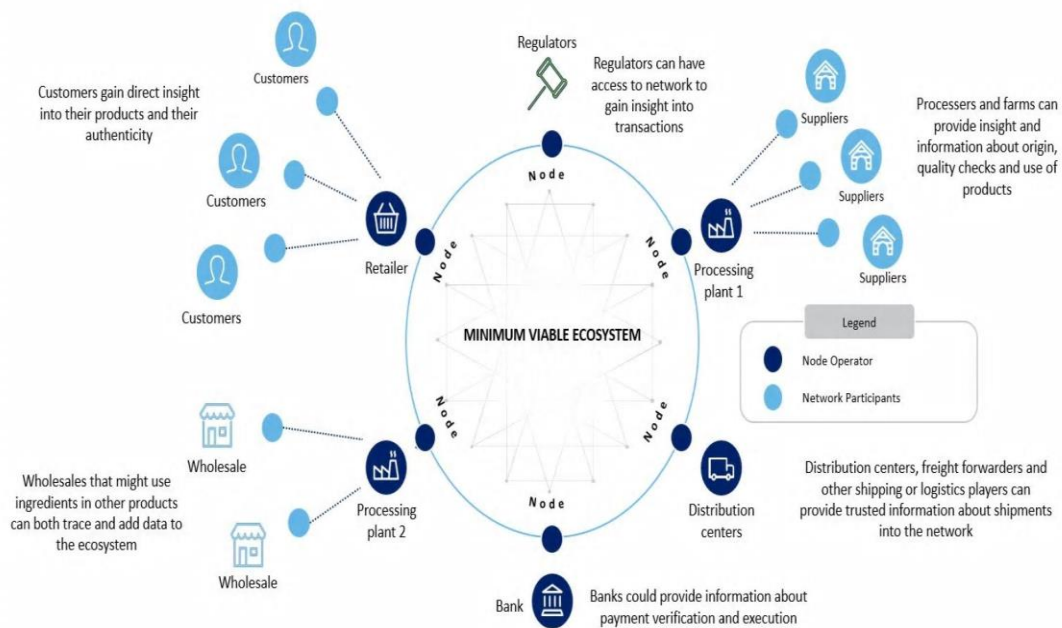 Regulators
Regulators can have
access to network to
gain insight into
transactions
Customers
Customers gain direct insight
into their products and their
authenticity
Customers
Customers
Retailer
Suppliers
Suppliers
Suppliers
Processers and farms can
provide insight and
information about origin,
quality checks and use of
products
Processing
plant 1
Node
Node
Node
MINIMUM VIABLE ECOSYSTEM
Legend
Node Operator
Network Participants
Node
Node
Node
Wholesale
Wholesale
Wholesales that might use
ingredients in other products
can both trace and add data to
the ecosystem
Processing
plant 2
Distribution
centers
Distribution centers, freight forwarders and
other shipping or logistics players can
provide trusted information about shipments
into the network
Bank
Banks could provide information about
payment verification and execution